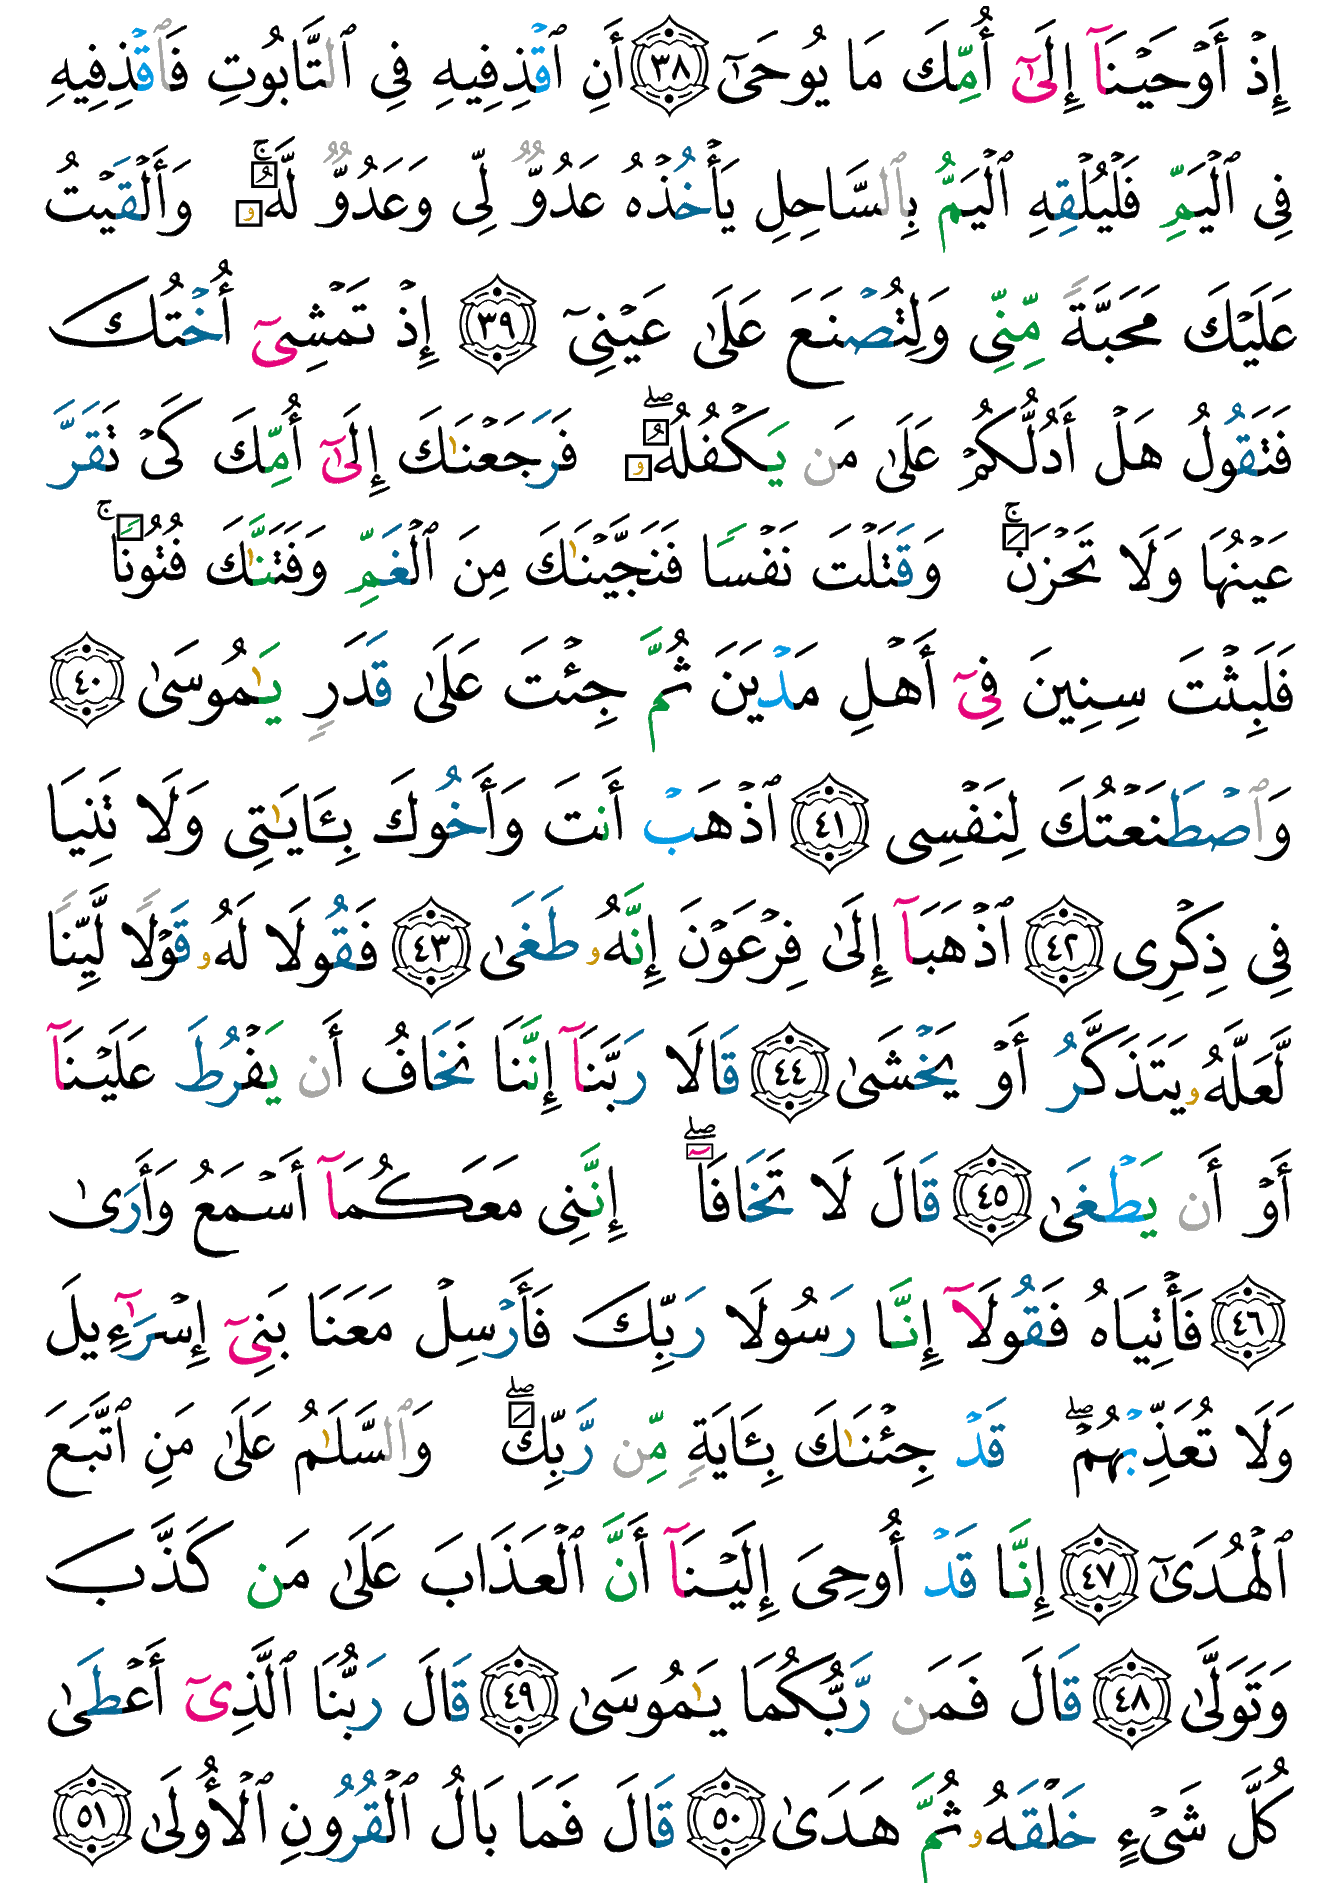 إِذْ أَوْحَيْنَآ إِلَىٰٓ أُمِّكَ مَا يُوحَىٰٓ ٣٨ أَنِ ٱقْذِفِيهِ فِى ٱلتَّابُوتِ فَٱقْذِفِيهِ
فِى ٱلْيَمِّ فَلْيُلْقِهِ ٱلْيَمُّ بِٱلسَّاحِلِ يَأْخُذْهُ عَدُوٌّ لِّى وَعَدُوٌّ لَّهُۥ ۚ وَأَلْقَيْتُ
عَلَيْكَ مَحَبَّةً مِّنِّى وَلِتُصْنَعَ عَلَىٰ عَيْنِىٓ ٣٩ إِذْ تَمْشِىٓ أُخْتُكَ
فَتَقُولُ هَلْ أَدُلُّكُمْ عَلَىٰ مَن يَكْفُلُهُۥ ۖ فَرَجَعْنَٰكَ إِلَىٰٓ أُمِّكَ كَىْ تَقَرَّ
عَيْنُهَا وَلَا تَحْزَنَ ۚ وَقَتَلْتَ نَفْسًا فَنَجَّيْنَٰكَ مِنَ ٱلْغَمِّ وَفَتَنَّٰكَ فُتُونًا ۚ
فَلَبِثْتَ سِنِينَ فِىٓ أَهْلِ مَدْيَنَ ثُمَّ جِئْتَ عَلَىٰ قَدَرٍ يَٰمُوسَىٰ ٤٠
وَٱصْطَنَعْتُكَ لِنَفْسِى ٤١ ٱذْهَبْ أَنتَ وَأَخُوكَ بِـَٔايَٰتِى وَلَا تَنِيَا
فِى ذِكْرِى ٤٢ ٱذْهَبَآ إِلَىٰ فِرْعَوْنَ إِنَّهُۥ طَغَىٰ ٤٣ فَقُولَا لَهُۥ قَوْلًا لَّيِّنًا
لَّعَلَّهُۥ يَتَذَكَّرُ أَوْ يَخْشَىٰ ٤٤ قَالَا رَبَّنَآ إِنَّنَا نَخَافُ أَن يَفْرُطَ عَلَيْنَآ
أَوْ أَن يَطْغَىٰ ٤٥ قَالَ لَا تَخَافَآ ۖ إِنَّنِى مَعَكُمَآ أَسْمَعُ وَأَرَىٰ
٤٦ فَأْتِيَاهُ فَقُولَآ إِنَّا رَسُولَا رَبِّكَ فَأَرْسِلْ مَعَنَا بَنِىٓ إِسْرَٰٓءِيلَ
وَلَا تُعَذِّبْهُمْ ۖ قَدْ جِئْنَٰكَ بِـَٔايَةٍ مِّن رَّبِّكَ ۖ وَٱلسَّلَٰمُ عَلَىٰ مَنِ ٱتَّبَعَ
ٱلْهُدَىٰٓ ٤٧ إِنَّا قَدْ أُوحِىَ إِلَيْنَآ أَنَّ ٱلْعَذَابَ عَلَىٰ مَن كَذَّبَ
وَتَوَلَّىٰ ٤٨ قَالَ فَمَن رَّبُّكُمَا يَٰمُوسَىٰ ٤٩ قَالَ رَبُّنَا ٱلَّذِىٓ أَعْطَىٰ
كُلَّ شَىْءٍ خَلْقَهُۥ ثُمَّ هَدَىٰ ٥٠ قَالَ فَمَا بَالُ ٱلْقُرُونِ ٱلْأُولَىٰ ٥١